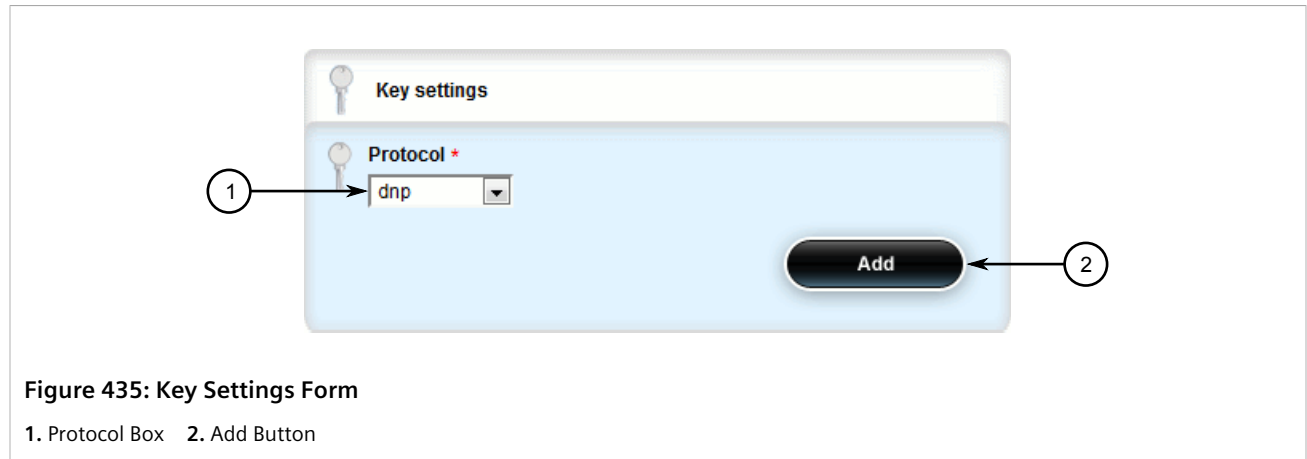 Key settings
Protocol *
1
dnp
Add
2
Figure 435: Key Settings Form
1. Protocol Box 2. Add Button